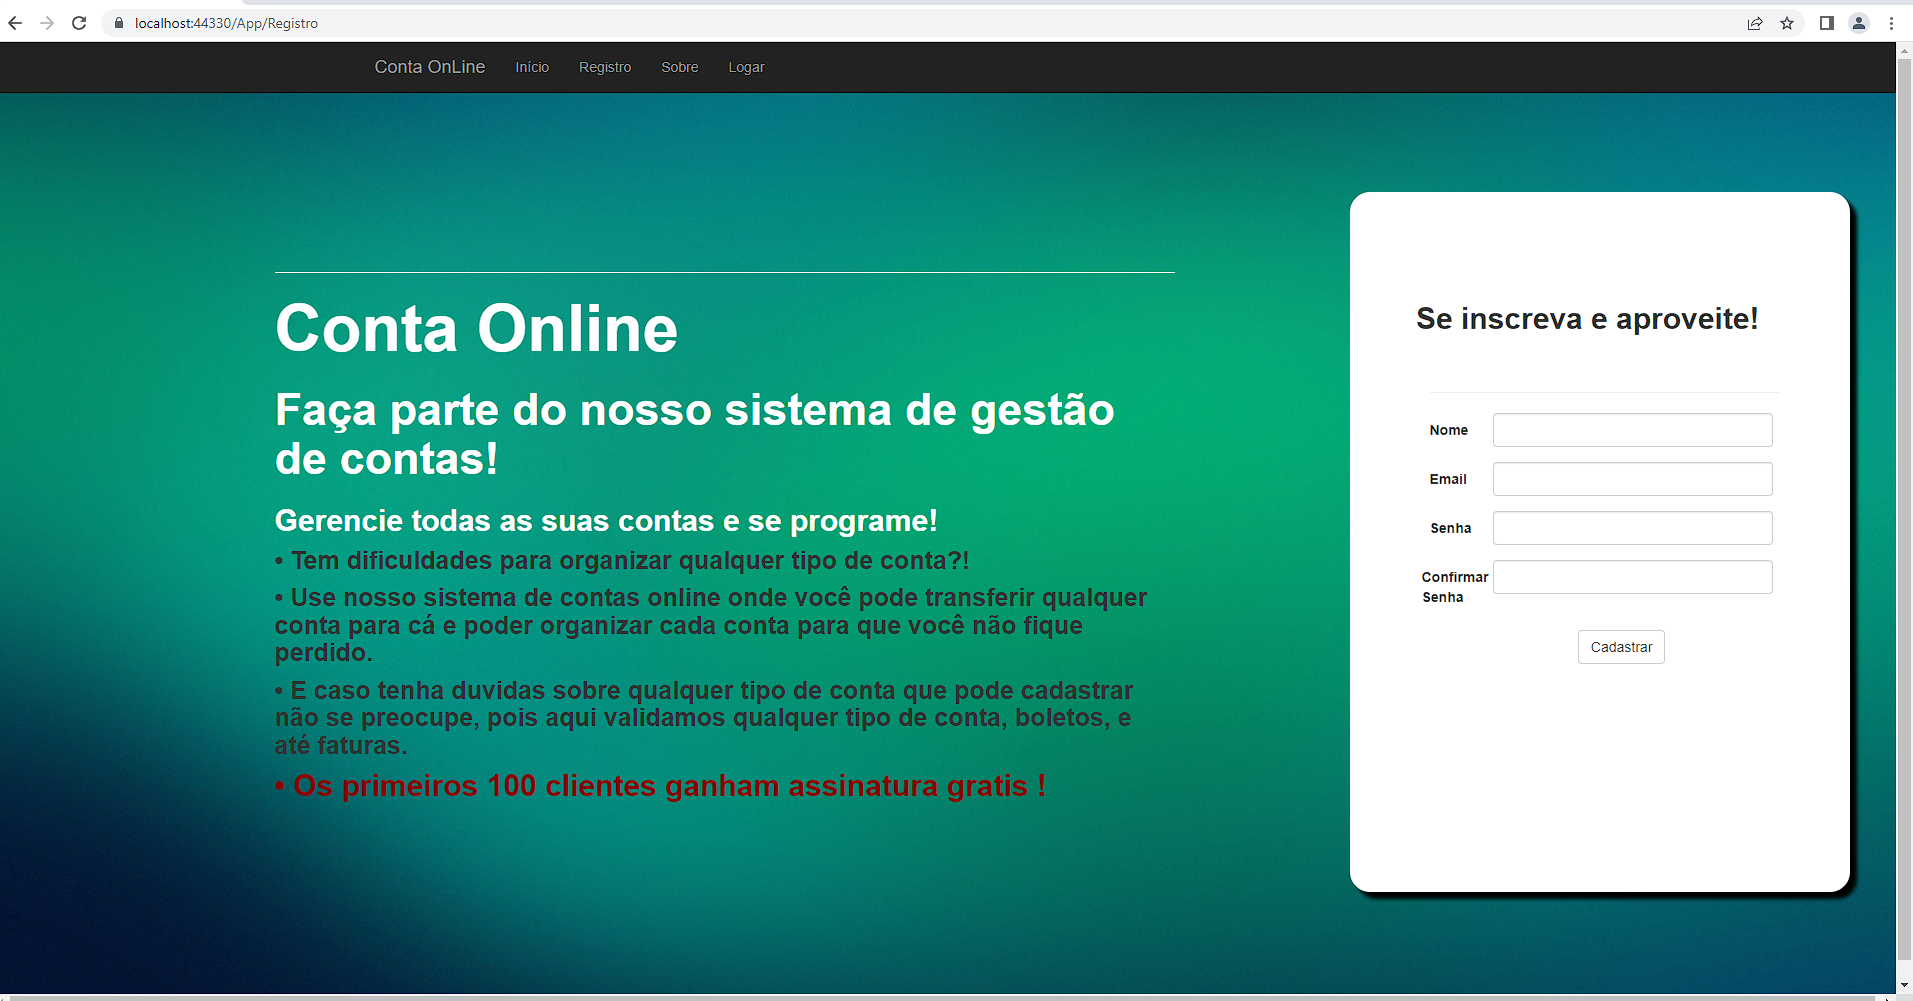 localhost:44330/App/Registro
Conta OnLine Início Registro Sobre Logar
Conta Online
Faça parte do nosso sistema de gestão
de contas!
Gerencie todas as suas contas e se programe!
• Tem dificuldades para organizar qualquer tipo de conta?!
• Use nosso sistema de contas online onde você pode transferir qualquer
conta para cá e poder organizar cada conta para que você não fique
perdido.
• E caso tenha duvidas sobre qualquer tipo de conta que pode cadastrar
não se preocupe, pois aqui validamos qualquer tipo de conta, boletos, e
até faturas.
• Os primeiros 100 clientes ganham assinatura gratis !
Se inscreva e aproveite!
Nome
Email
Senha
Confirmar
Senha
Cadastrar